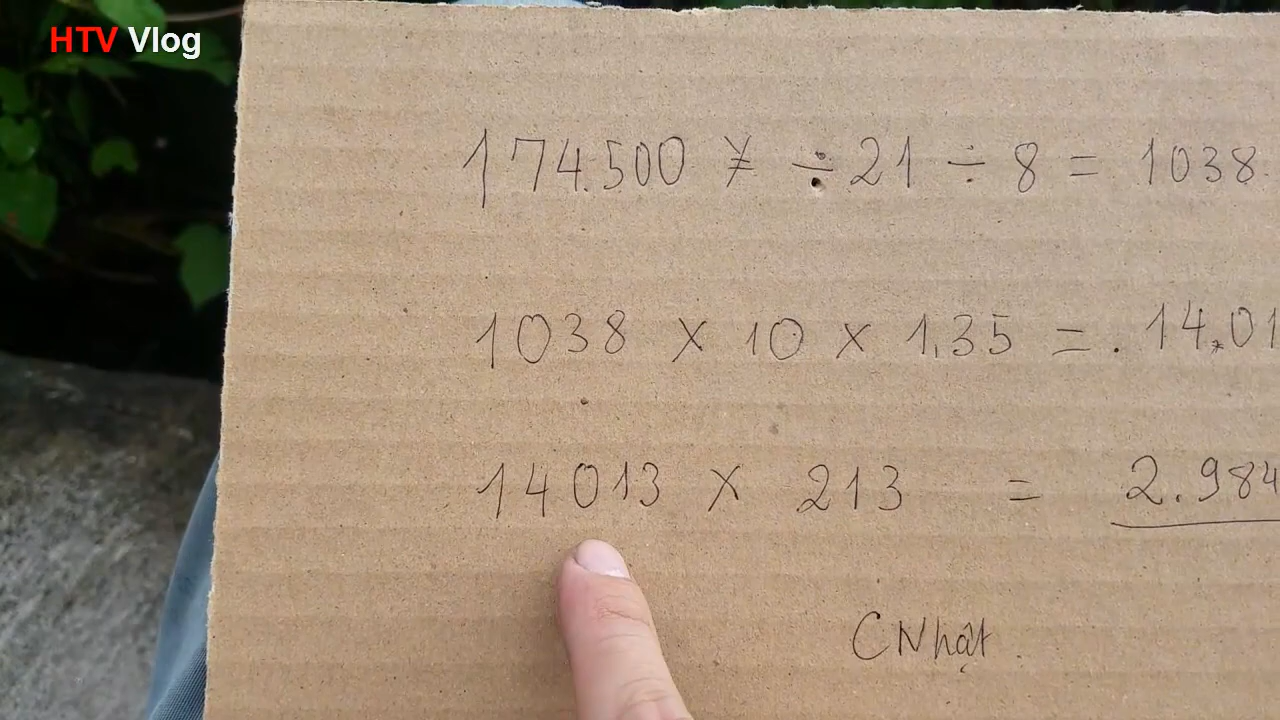 HTV Vlog
174.500 ¥ ÷ 21 ÷ 8 = 1038.
1038 × 10 × 1,35 = 14.01
14013 × 213 = 2.984
CNhật